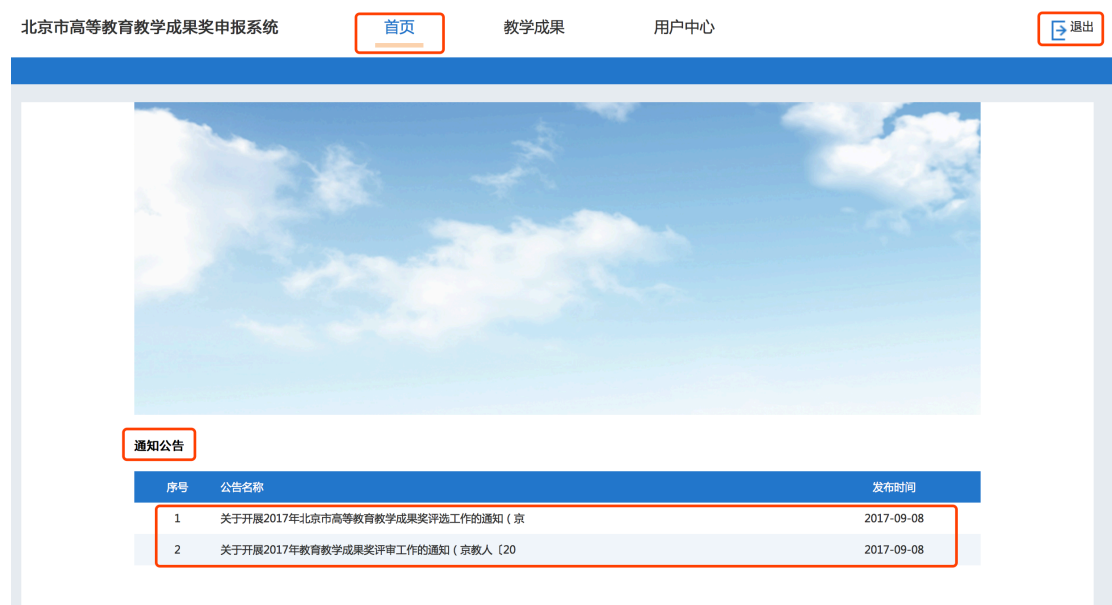 北京市高等教育教学成果奖申报系统 首页 教学成果 用户中心 退出
通知公告
序号 公告名称 发布时间
1 关于开展2017年北京市高等教育教学成果奖评选工作的通知（京 2017-09-08
2 关于开展2017年教育教学成果奖评审工作的通知（京教人〔20 2017-09-08